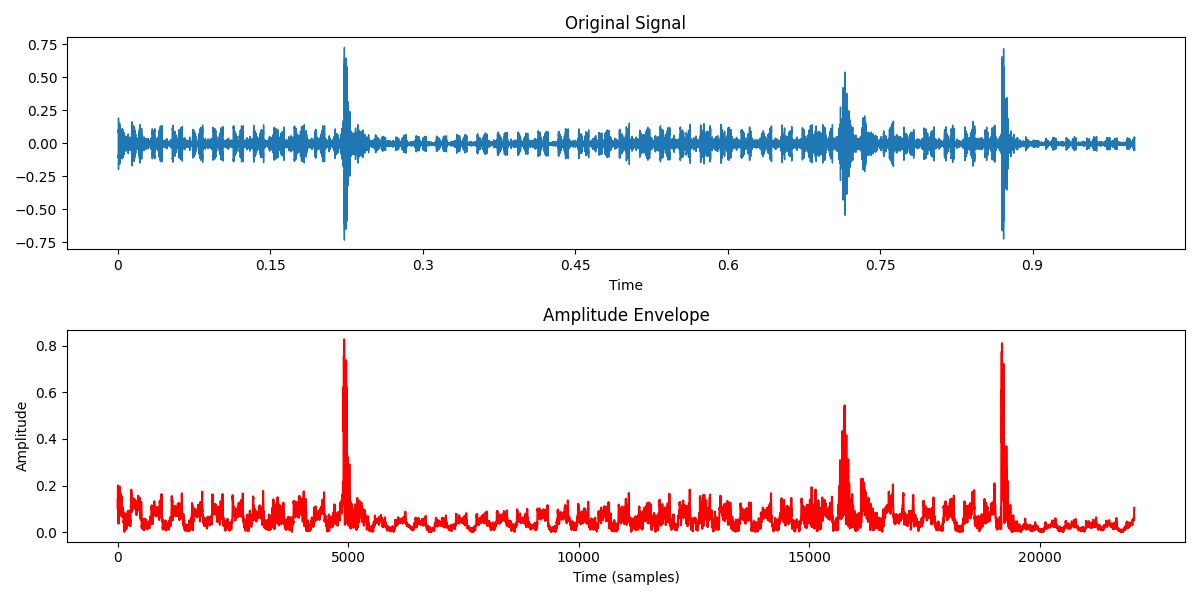 Original Signal
0.75
0.50
0.25
0.00
−0.25
−0.50
−0.75
0 0.15 0.3 0.45 0.6 0.75 0.9
Time
Amplitude Envelope
Amplitude
0.8
0.6
0.4
0.2
0.0
0 5000 10000 15000 20000
Time (samples)